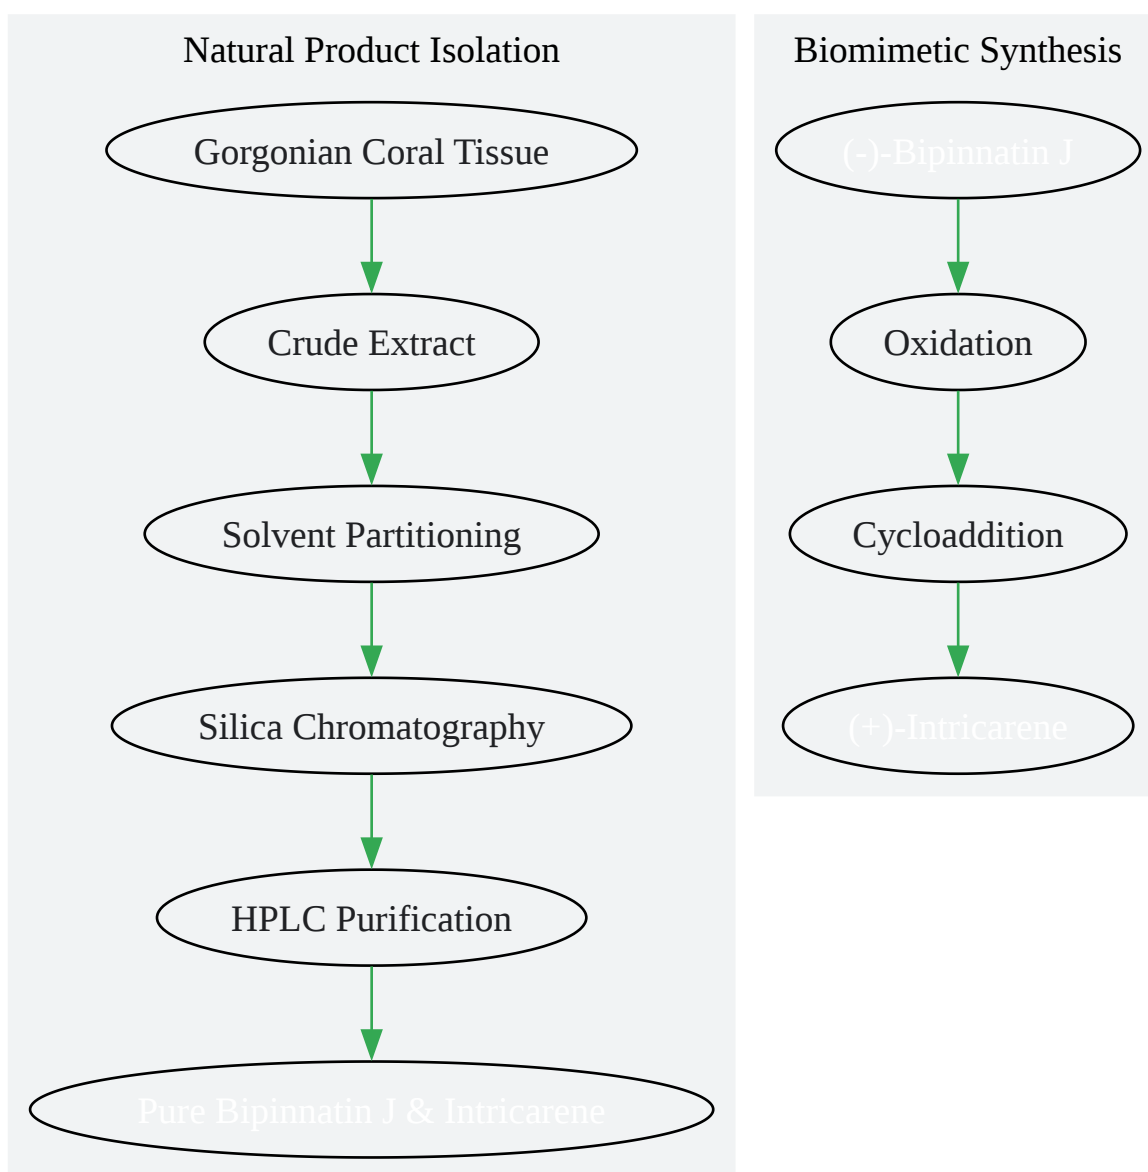 Natural Product Isolation
Gorgonian Coral Tissue
Crude Extract
Solvent Partitioning
Silica Chromatography
HPLC Purification
Pure Bipinnatin J & Intricarene
Biomimetic Synthesis
(-)-Bipinnatin J
Oxidation
Cycloaddition
(+)-Intricarene